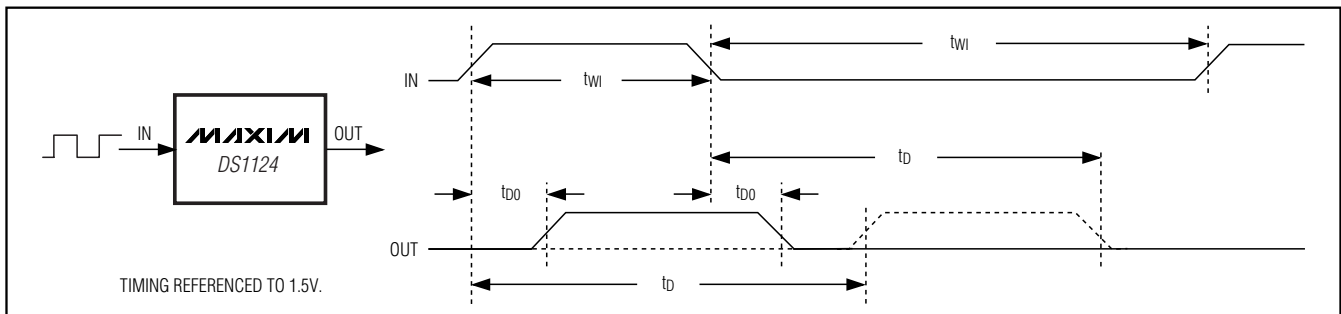 IN
MAXIM
DS1124
OUT
TIMING REFERENCED TO 1.5V.
IN
tWI
tWI
tD
tD0
tD0
OUT
tD